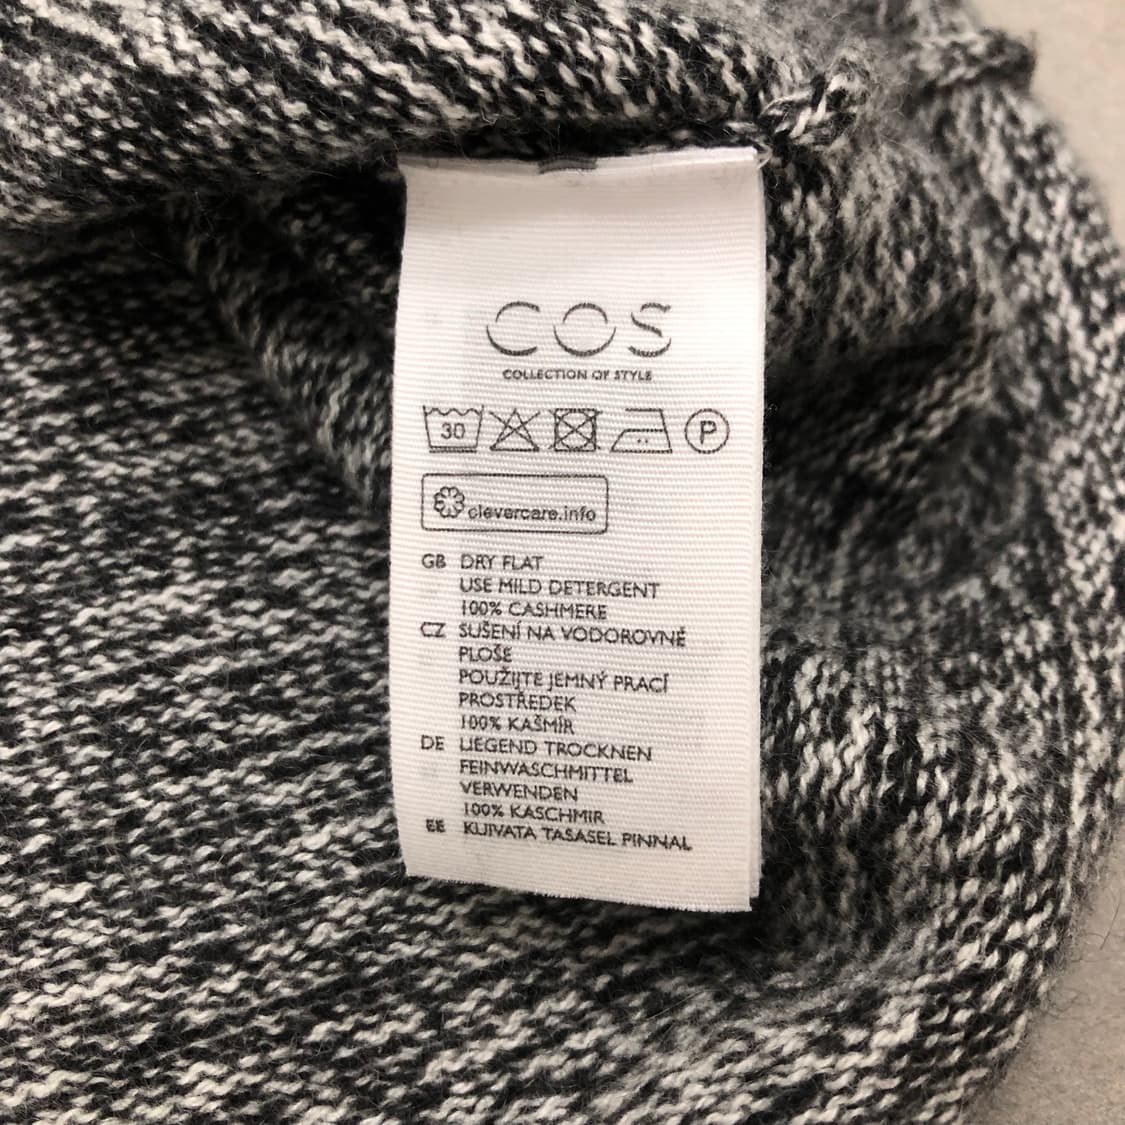 COS
COLLECTION OF STYLE
30 P
clevercare.info
GB DRY FLAT
USE MILD DETERGENT
100% CASHMERE
CZ SUŠENÍ NA VODOROVNÉ
PLOŠE
POUŽIJTE JEMNÝ PRACÍ
PROSTŘEDEK
100% KAŠMÍR
DE LIEGEND TROCKNEN
FEINWASCHMITTEL
VERWENDEN
100% KASCHMIR
EE KUIVATA TASASEL PINNAL